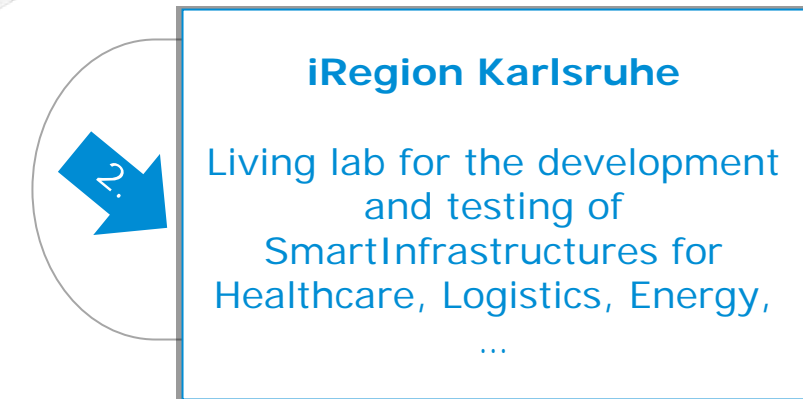 iRegion Karlsruhe
2.
Living lab for the development
and testing of
SmartInfrastructures for
Healthcare, Logistics, Energy,
...